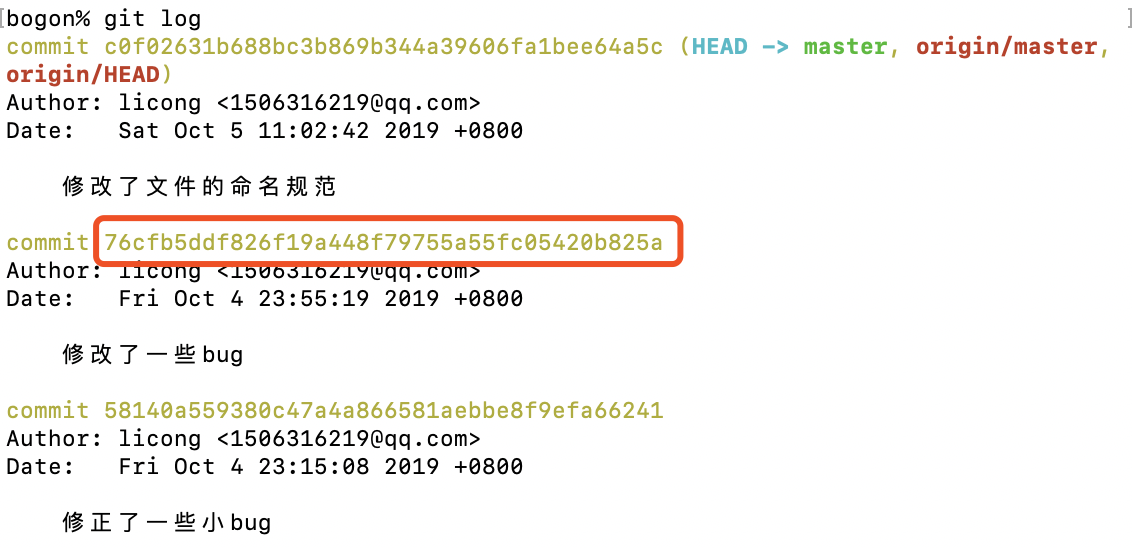 bogon% git log
commit c0f02631b688bc3b869b344a39606fa1bee64a5c (HEAD -> master, origin/master,
origin/HEAD)
Author: licong <1506316219@qq.com>
Date:   Sat Oct 5 11:02:42 2019 +0800
修改了文件的命名规范
commit 76cfb5ddf826f19a448f79755a55fc05420b825a
Author: licong <1506316219@qq.com>
Date:   Fri Oct 4 23:55:19 2019 +0800
修改了一些bug
commit 58140a559380c47a4a866581aebbe8f9efa66241
Author: licong <1506316219@qq.com>
Date:   Fri Oct 4 23:15:08 2019 +0800
修正了一些小bug